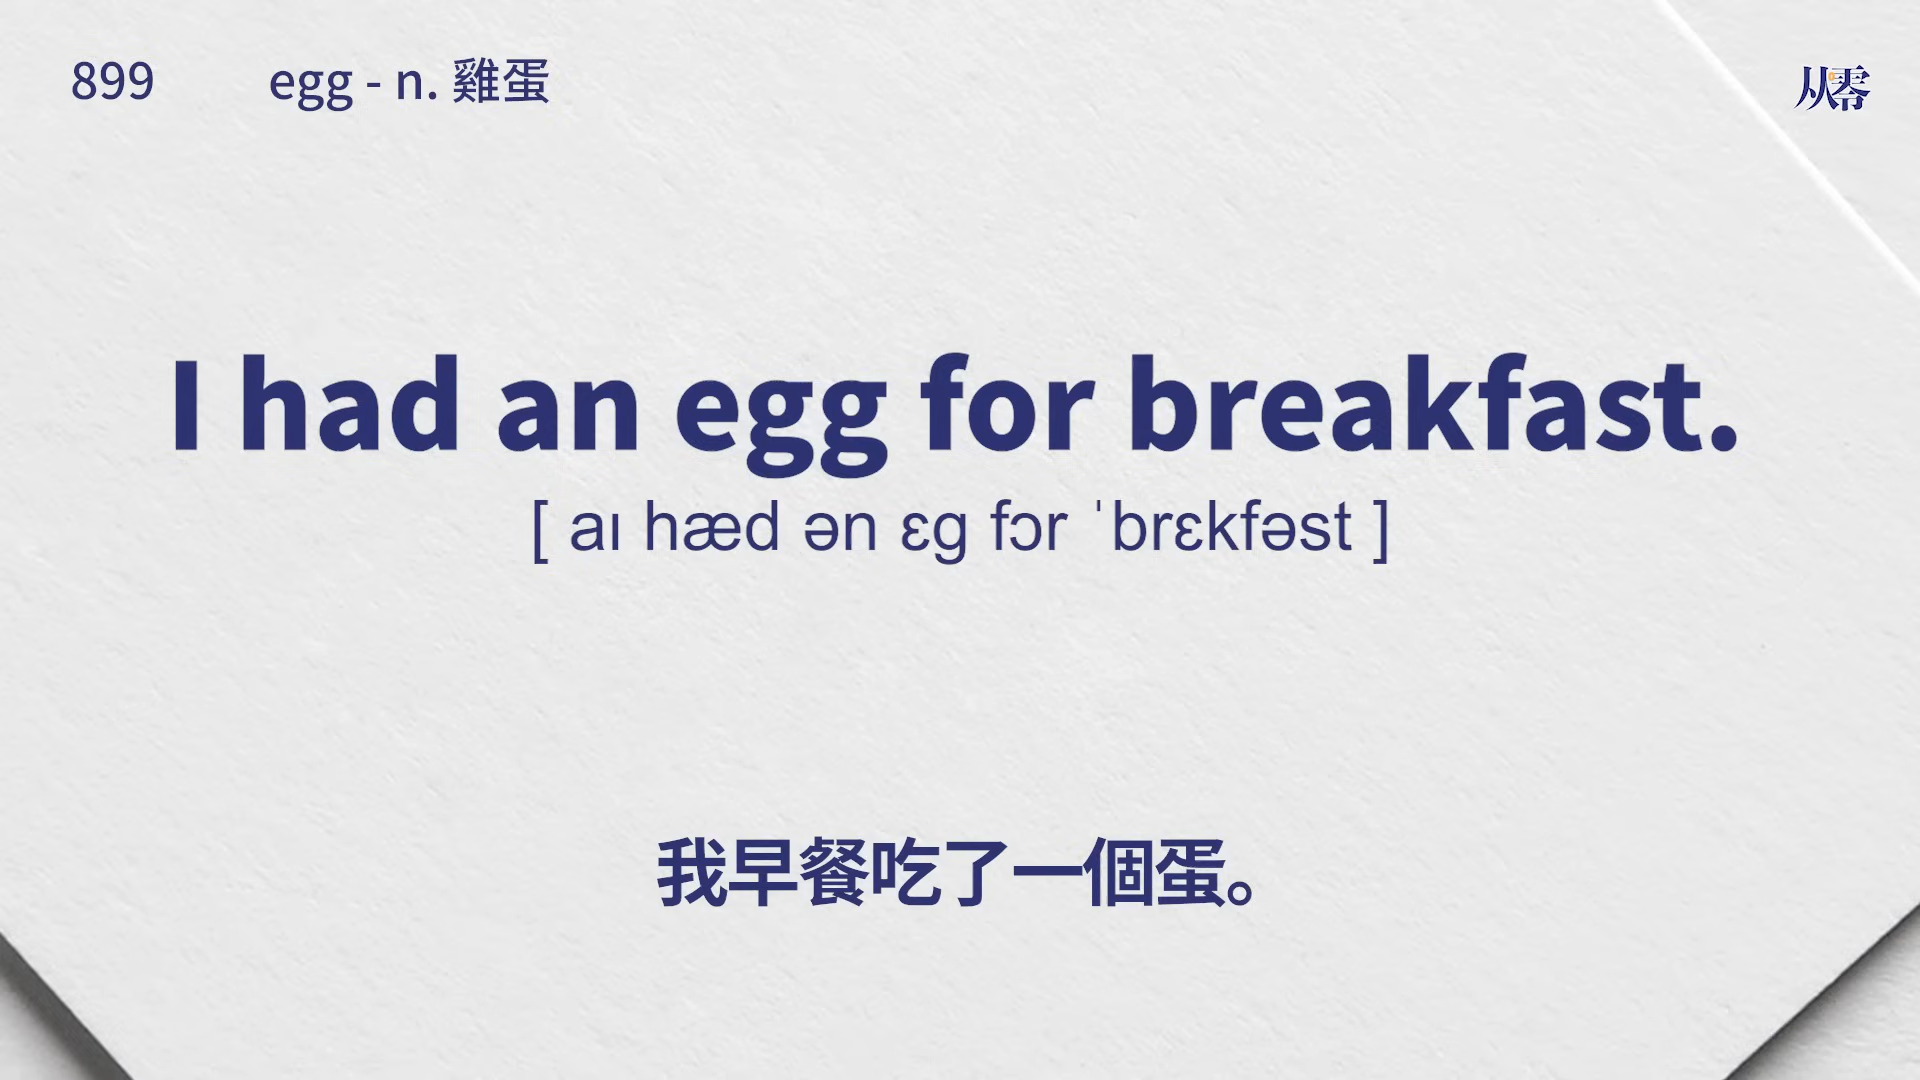 899 egg - n. 雞蛋
从零
I had an egg for breakfast.
[ aɪ hæd ən ɛg fɔr ˈbrɛkfəst ]
我早餐吃了一個蛋。